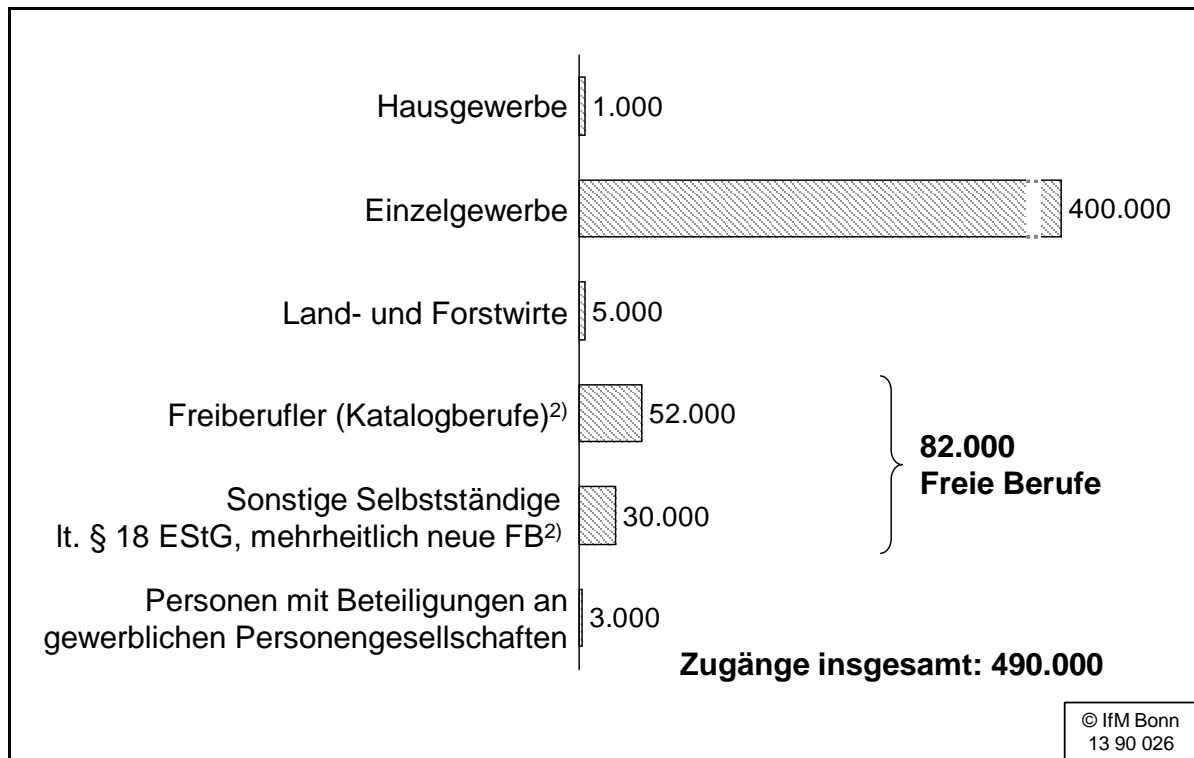 Hausgewerbe 1.000
Einzelgewerbe 400.000
Land- und Forstwirte 5.000
Freiberufler (Katalogberufe)2) 52.000
82.000
Freie Berufe
Sonstige Selbstständige
lt. § 18 EStG, mehrheitlich neue FB2) 30.000
Personen mit Beteiligungen an
gewerblichen Personengesellschaften 3.000
Zugänge insgesamt: 490.000
© IfM Bonn
13 90 026